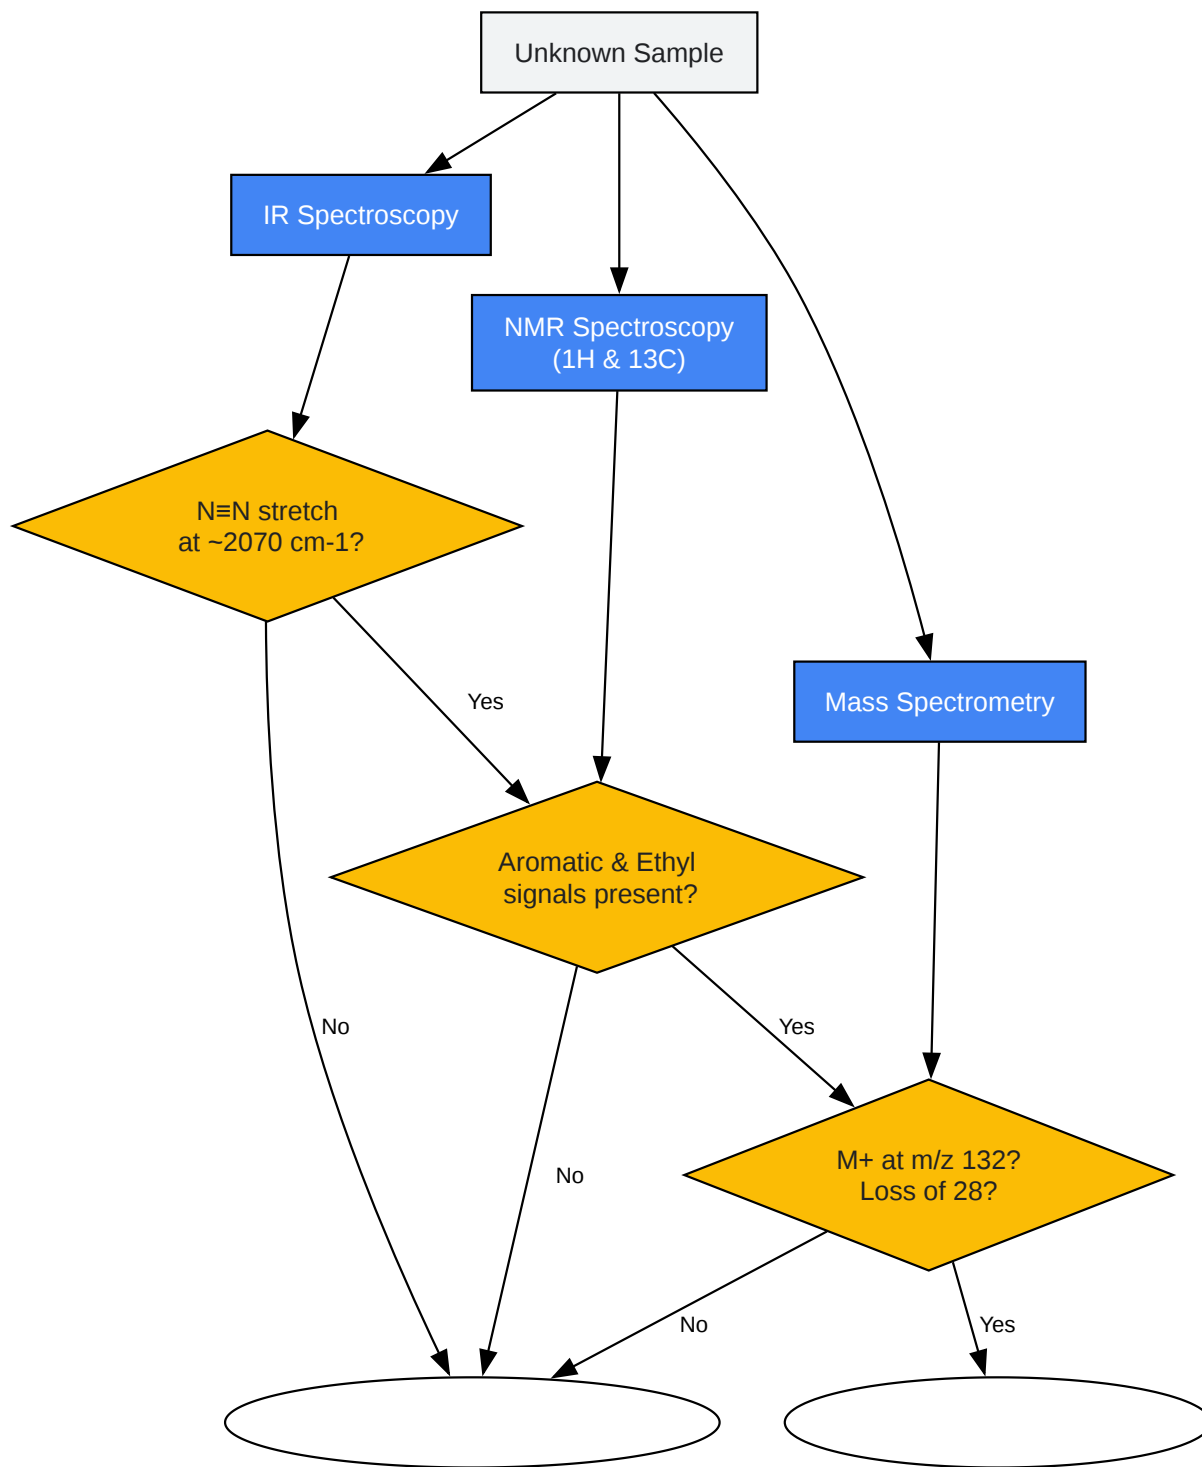 Unknown Sample
IR Spectroscopy
NMR Spectroscopy
(1H & 13C)
N≡N stretch
at ~2070 cm-1?
Yes
Mass Spectrometry
Aromatic & Ethyl
signals present?
No
Yes
M+ at m/z 132?
Loss of 28?
No
No
Yes